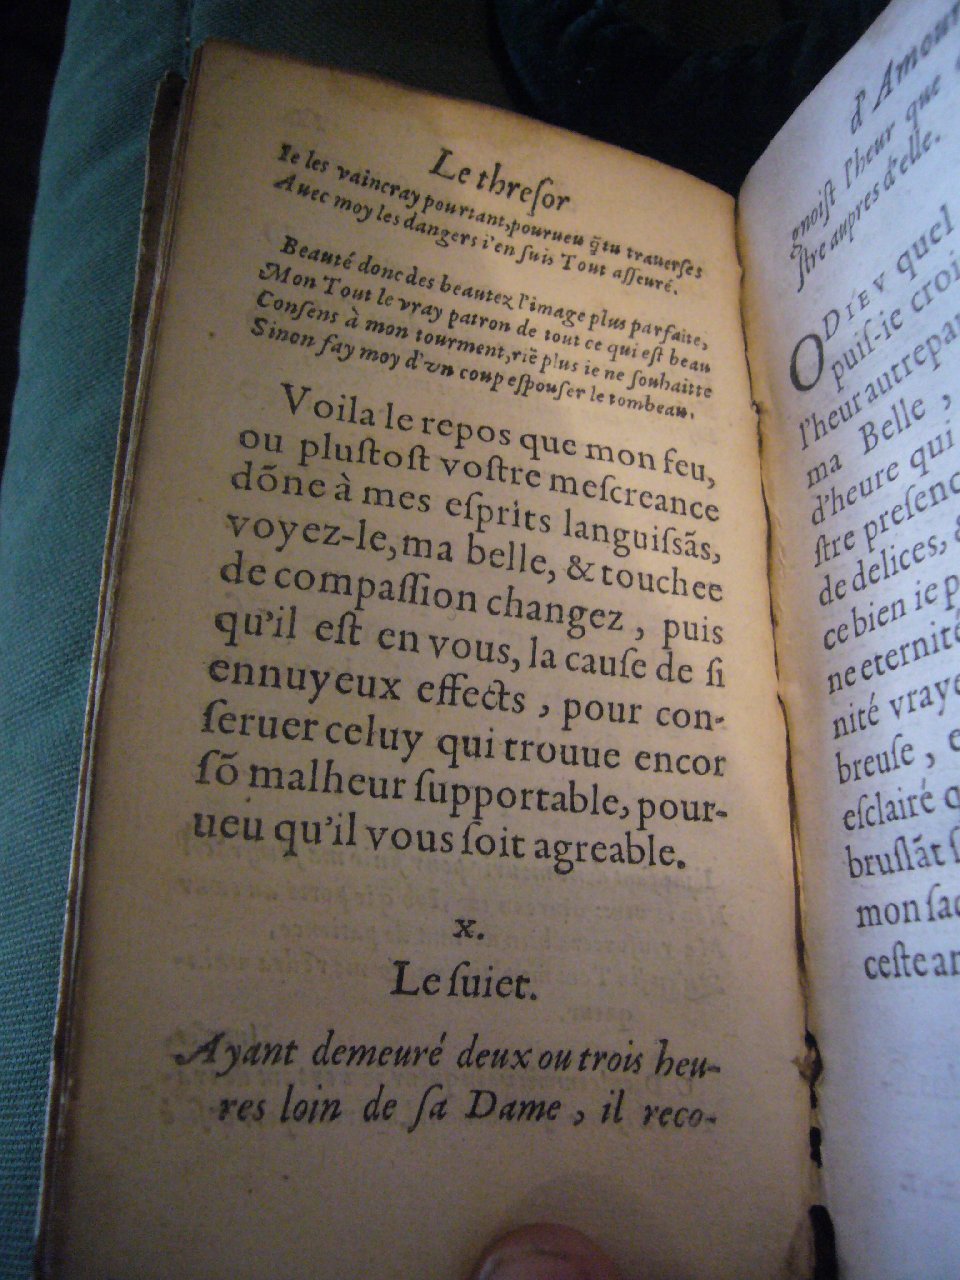 Le threſor
Ie les vaincray pourtant, pourueu q̃ tu trauerſes
Auec moy les dangers i'en ſuis Tout aſſeuré.
Beauté donc des beautez l'image plus parfaite,
Mon Tout le vray patron de tout ce qui eſt beau
Conſens à mon tourment, riẽ plus ie ne ſouhaitte
Sinon fay moy d'vn coup eſpouſer le tombeau.
Voila le repos que mon feu,
ou pluſtoſt voſtre meſcreance
dõne à mes eſprits languiſsãs,
voyez-le, ma belle, & touchee
de compaſſion changez, puis
qu'il eſt en vous, la cauſe de ſi
ennuyeux effects, pour con-
ſeruer celuy qui trouue encor
ſõ malheur ſupportable, pour-
ueu qu'il vous ſoit agreable.
x.
Le ſuiet.
Ayant demeuré deux ou trois heu-
res loin de ſa Dame, il reco-
d'Amour
gnoiſt l'heur que
ſtre aupres d'elle.
O DIEV quel
puiſ-ie croi
l'heur autrepar
ma Belle,
d'heure qui
ſtre preſenc
de delices, &
ce bien ie p
ne eternité
nité vraye
breuſe, e
eſclairé q
bruſlãt ſ
mon ſac
ceſte an